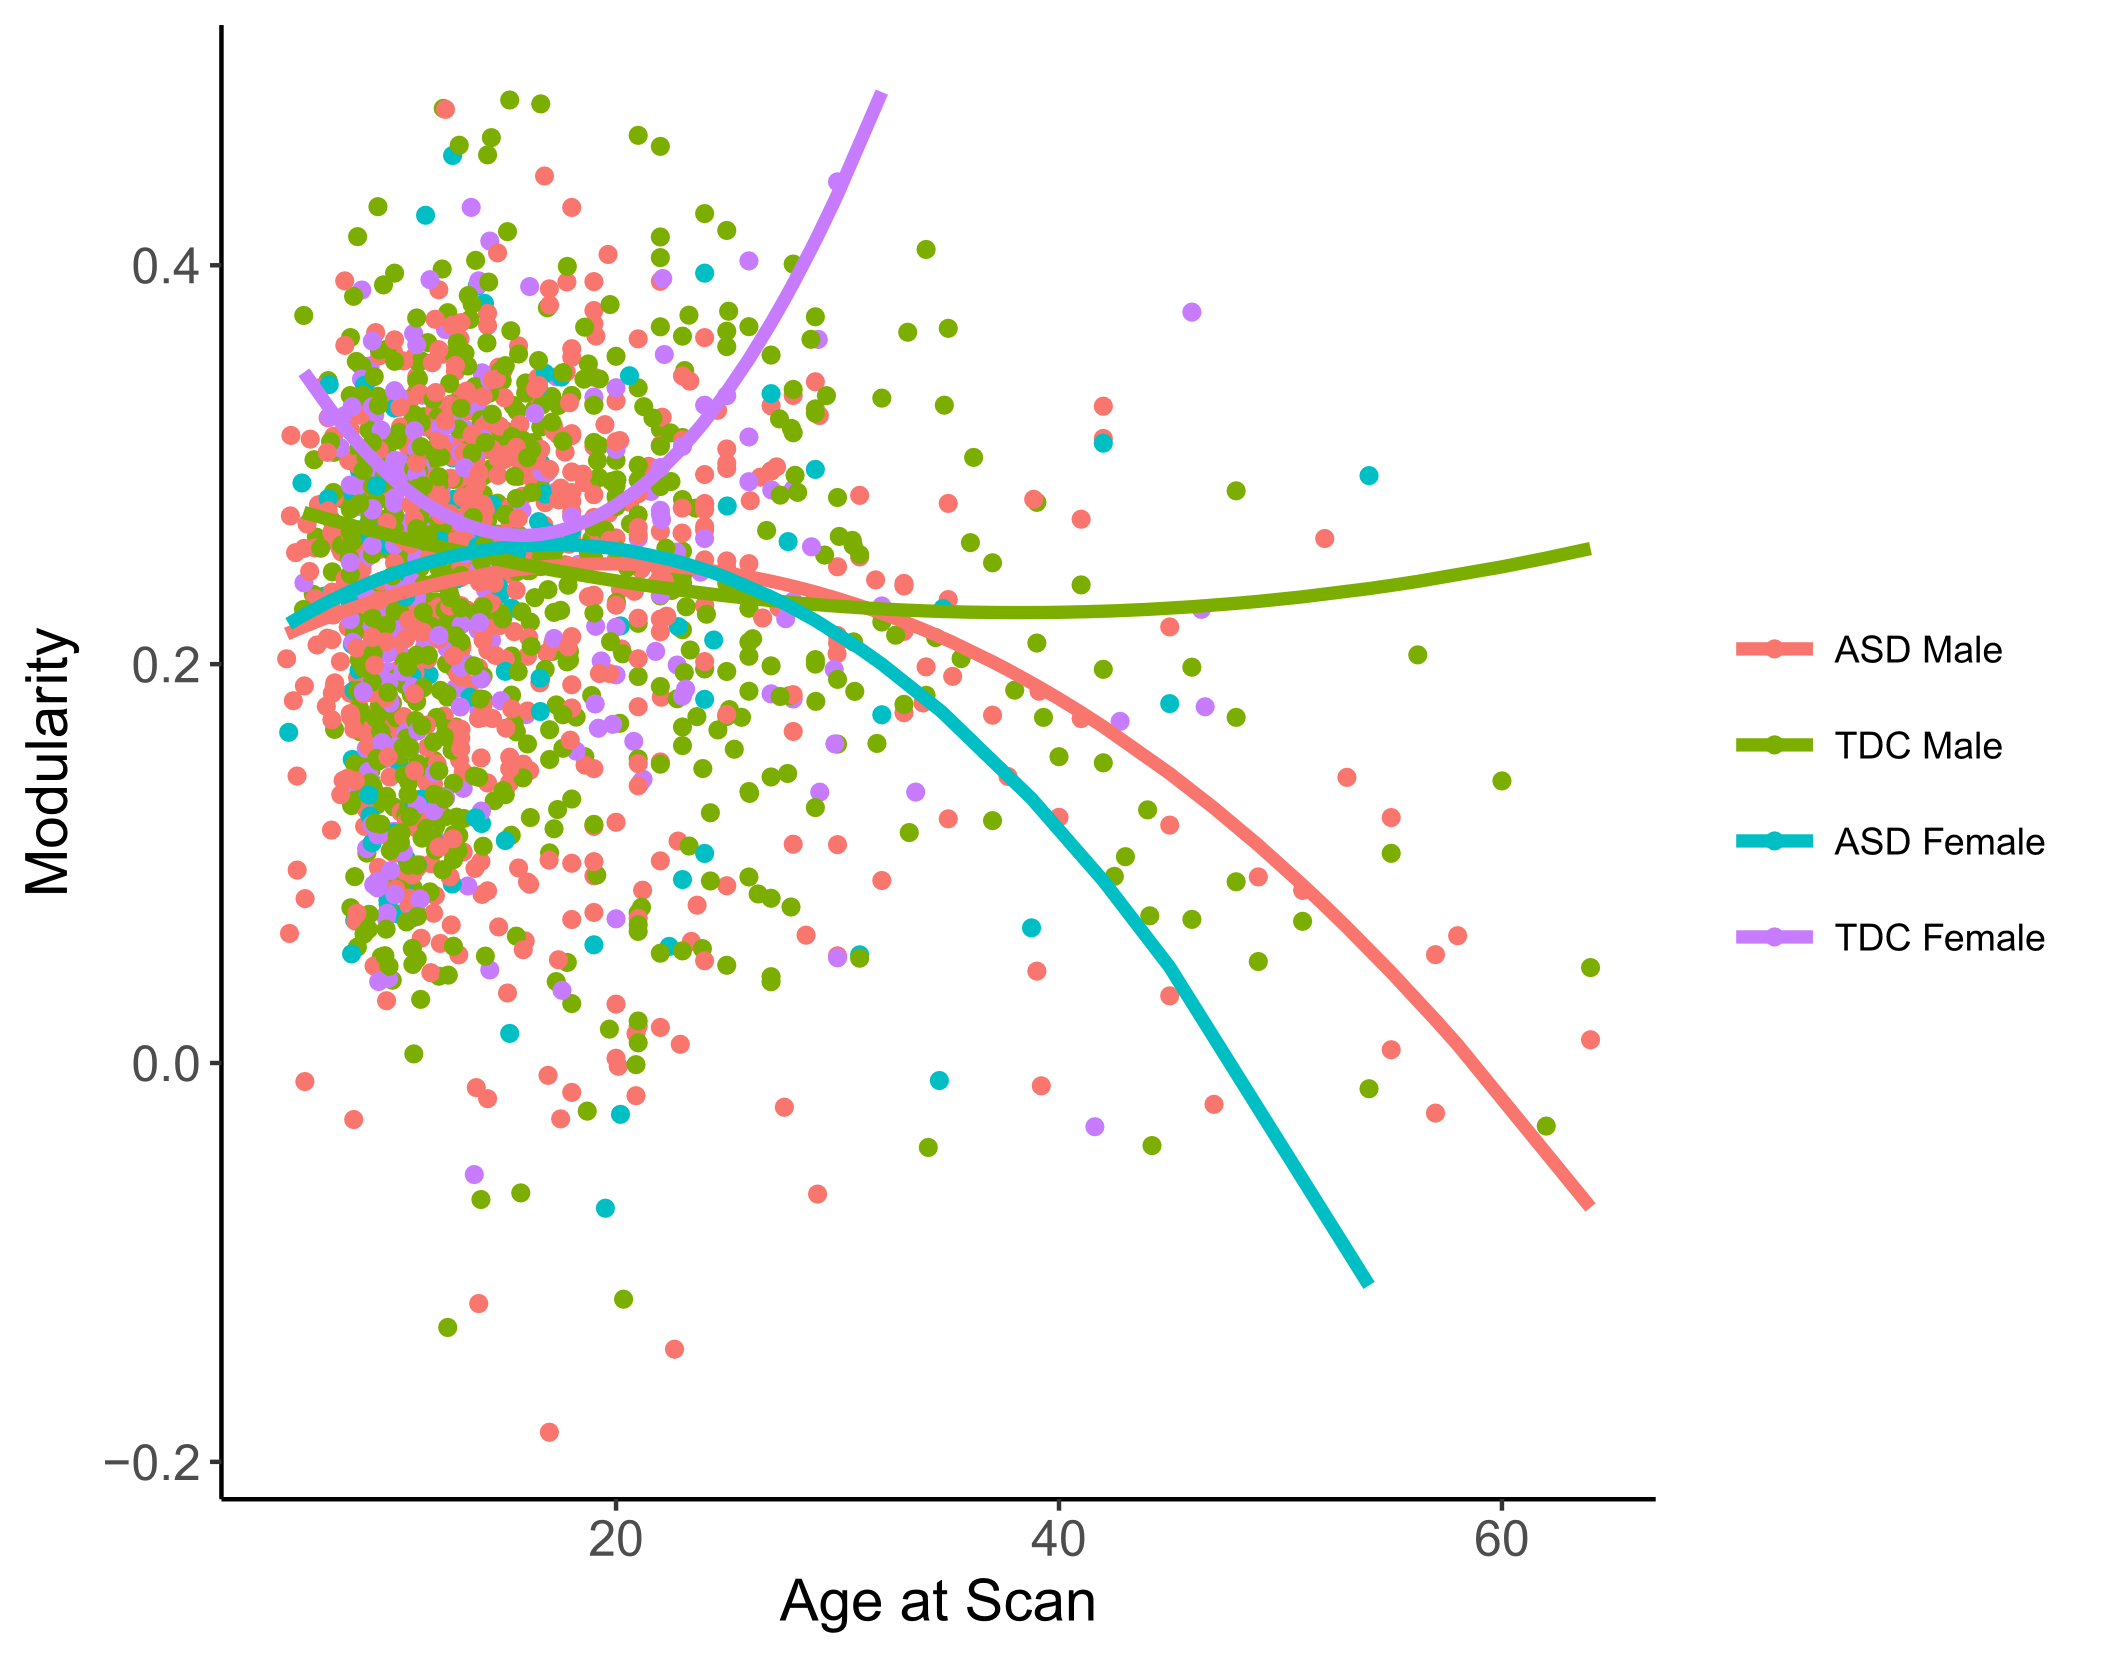 Modularity
0.4
0.2
0.0
−0.2
20 40 60
Age at Scan
ASD Male
TDC Male
ASD Female
TDC Female